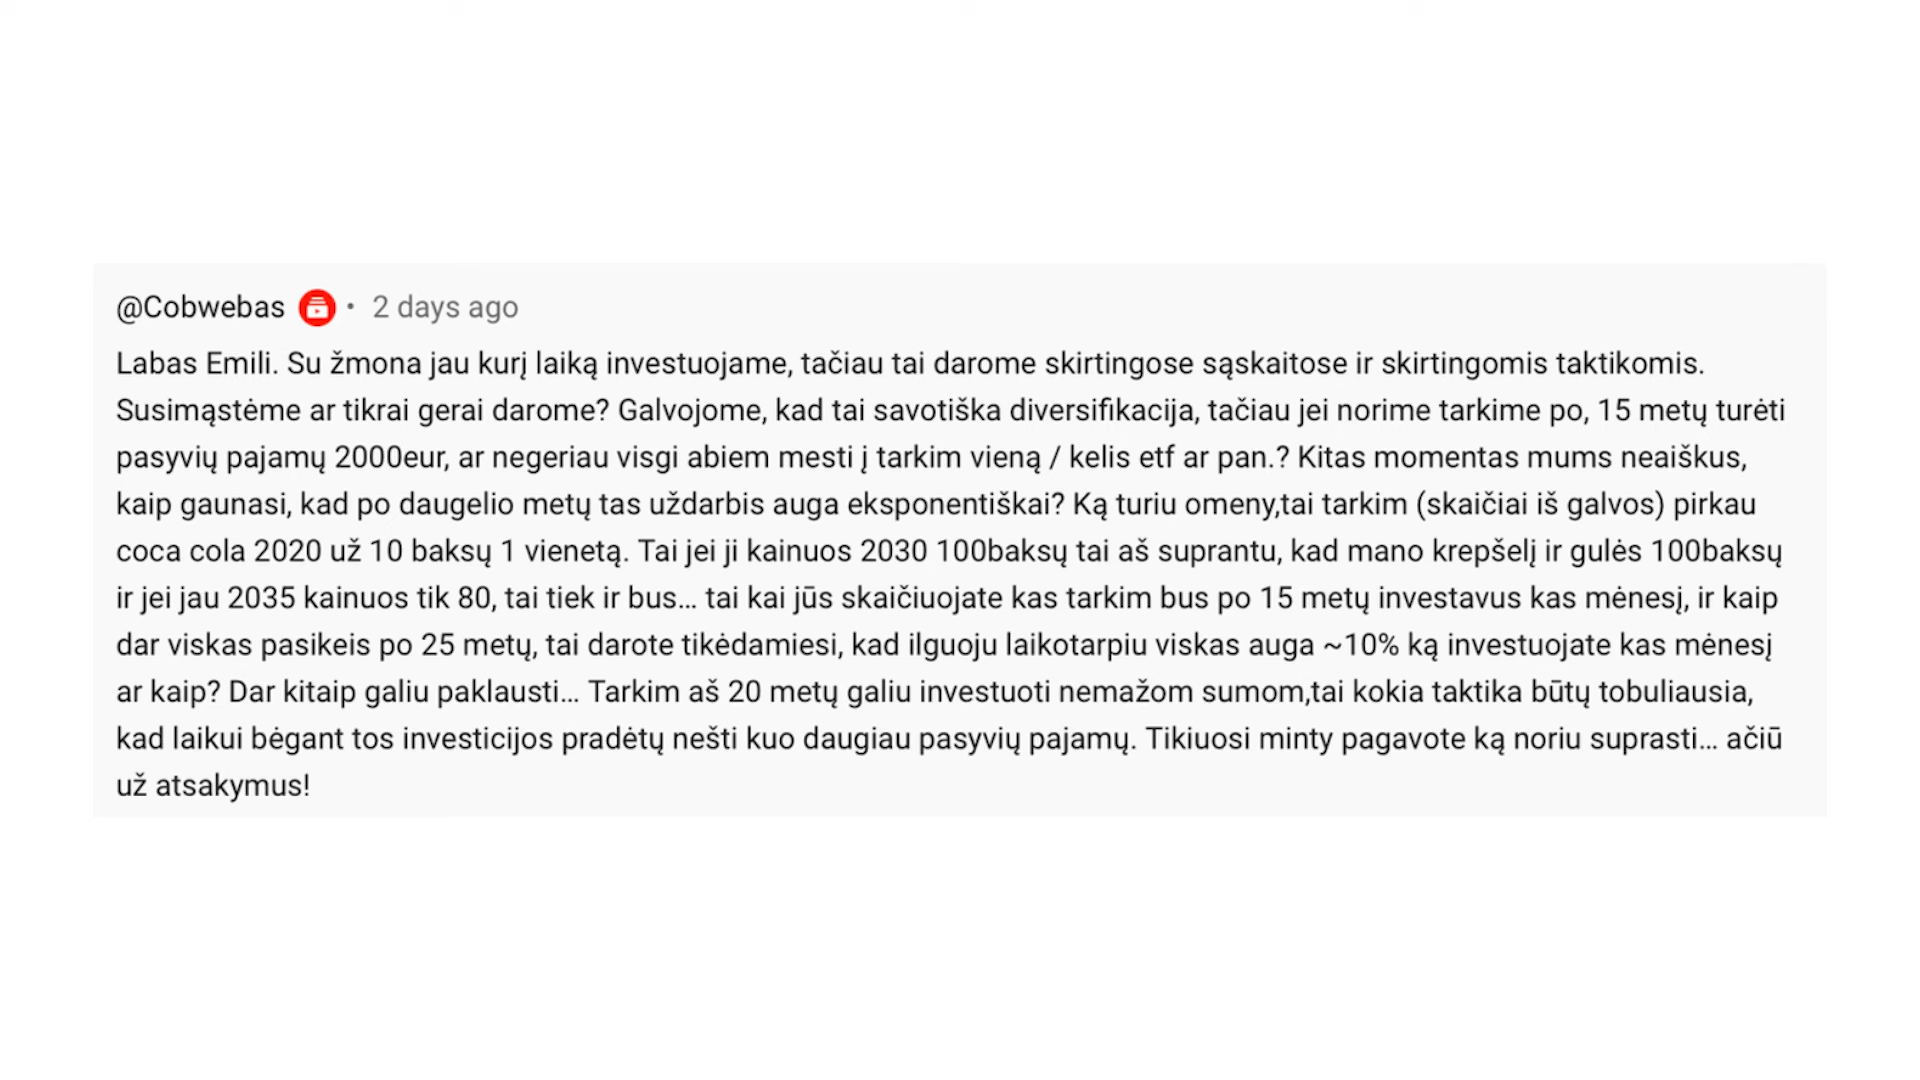 @Cobwebas • 2 days ago
Labas Emili. Su žmona jau kurį laiką investuojame, tačiau tai darome skirtingose sąskaitose ir skirtingomis taktikomis.
Susimąstėme ar tikrai gerai darome? Galvojome, kad tai savotiška diversifikacija, tačiau jei norime tarkime po, 15 metų turėti
pasyvių pajamų 2000eur, ar negeriau visgi abiem mesti į tarkim vieną / kelis etf ar pan.? Kitas momentas mums neaiškus,
kaip gaunasi, kad po daugelio metų tas uždarbis auga eksponentiškai? Ką turiu omeny,tai tarkim (skaičiai iš galvos) pirkau
coca cola 2020 už 10 baksų 1 vienetą. Tai jei ji kainuos 2030 100baksų tai aš suprantu, kad mano krepšelį ir gulės 100baksų
ir jei jau 2035 kainuos tik 80, tai tiek ir bus... tai kai jūs skaičiuojate kas tarkim bus po 15 metų investavus kas mėnesį, ir kaip
dar viskas pasikeis po 25 metų, tai darote tikėdamiesi, kad ilguoju laikotarpiu viskas auga ~10% ką investuojate kas mėnesį
ar kaip? Dar kitaip galiu paklausti... Tarkim aš 20 metų galiu investuoti nemažom sumom,tai kokia taktika būtų tobuliausia,
kad laikui bėgant tos investicijos pradėtų nešti kuo daugiau pasyvių pajamų. Tikiuosi minty pagavote ką noriu suprasti... ačiū
už atsakymus!